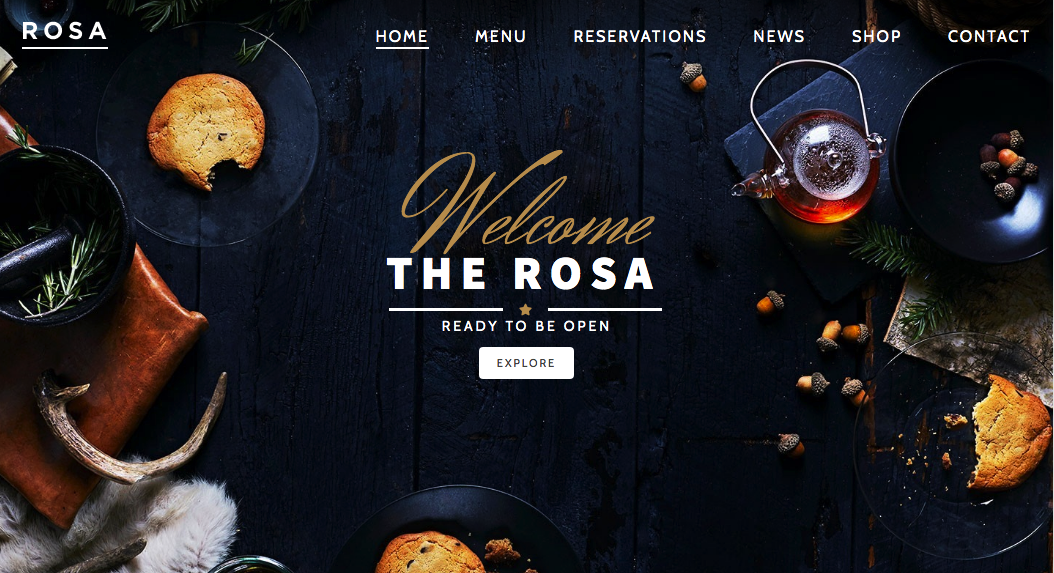 ROSA
HOME MENU RESERVATIONS NEWS SHOP CONTACT
Welcome
THE ROSA
READY TO BE OPEN
EXPLORE